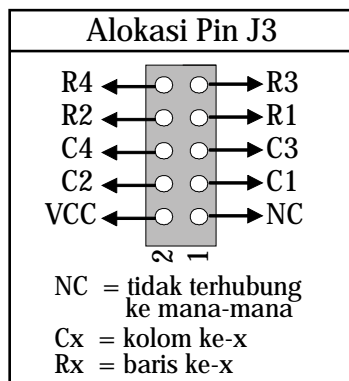 Alokasi Pin J3
R4 R3
R2 R1
C4 C3
C2 C1
VCC NC
2 1
NC = tidak terhubung
ke mana-mana
Cx = kolom ke-x
Rx = baris ke-x